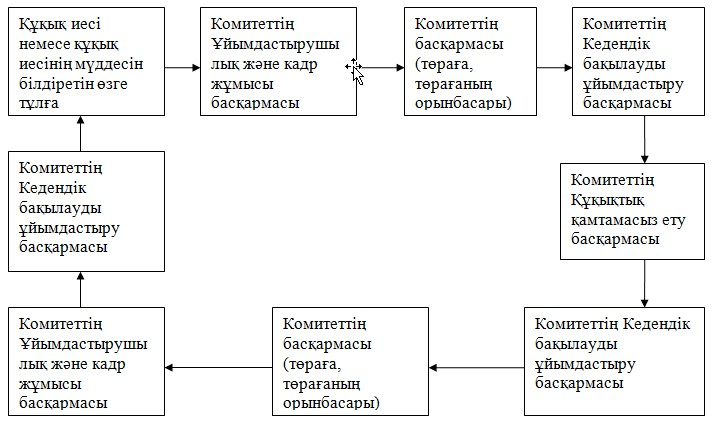 Құқық иесі
немесе құқық
иесінің мүддесін
білдіретін өзге
тұлға
Комитеттің
Ұйымдастырушы
лық және кадр
жұмысы
басқармасы
Комитеттің
басқармасы
(төраға,
төрағаның
орынбасары)
Комитеттің
Кедендік
бақылауды
ұйымдастыру
басқармасы
Комитеттің
Құқықтық
қамтамасыз ету
басқармасы
Комитеттің Кедендік
бақылауды
ұйымдастыру
басқармасы
Комитеттің
басқармасы
(төраға,
төрағаның
орынбасары)
Комитеттің
Ұйымдастырушы
лық және кадр
жұмысы
басқармасы
Комитеттің
Кедендік
бақылауды
ұйымдастыру
басқармасы